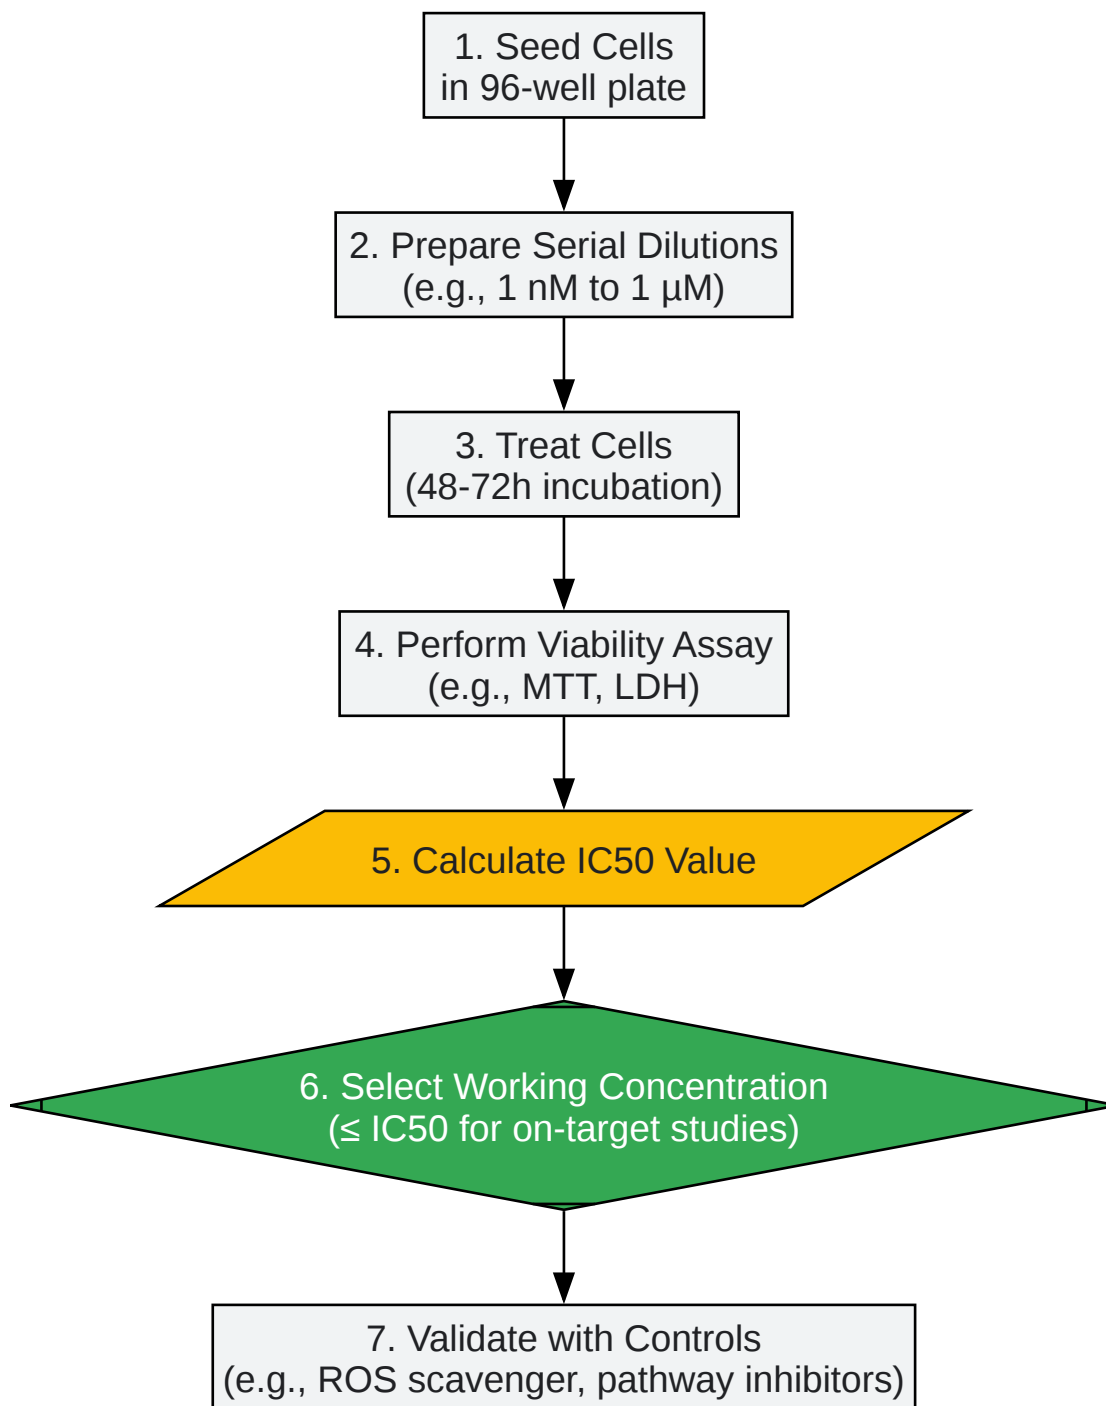 1. Seed Cells
in 96-well plate
2. Prepare Serial Dilutions
(e.g., 1 nM to 1 µM)
3. Treat Cells
(48-72h incubation)
4. Perform Viability Assay
(e.g., MTT, LDH)
5. Calculate IC50 Value
6. Select Working Concentration
(≤ IC50 for on-target studies)
7. Validate with Controls
(e.g., ROS scavenger, pathway inhibitors)